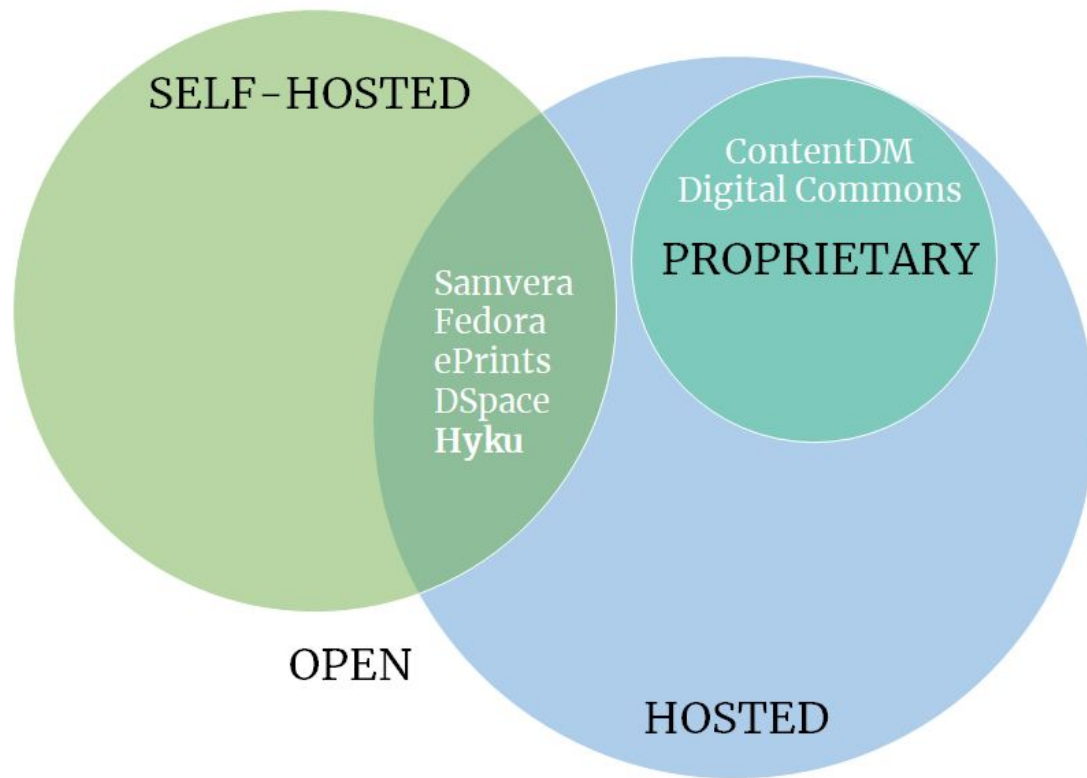 SELF-HOSTED
ContentDM
Digital Commons
PROPRIETARY
Samvera
Fedora
ePrints
DSpace
Hyku
OPEN
HOSTED